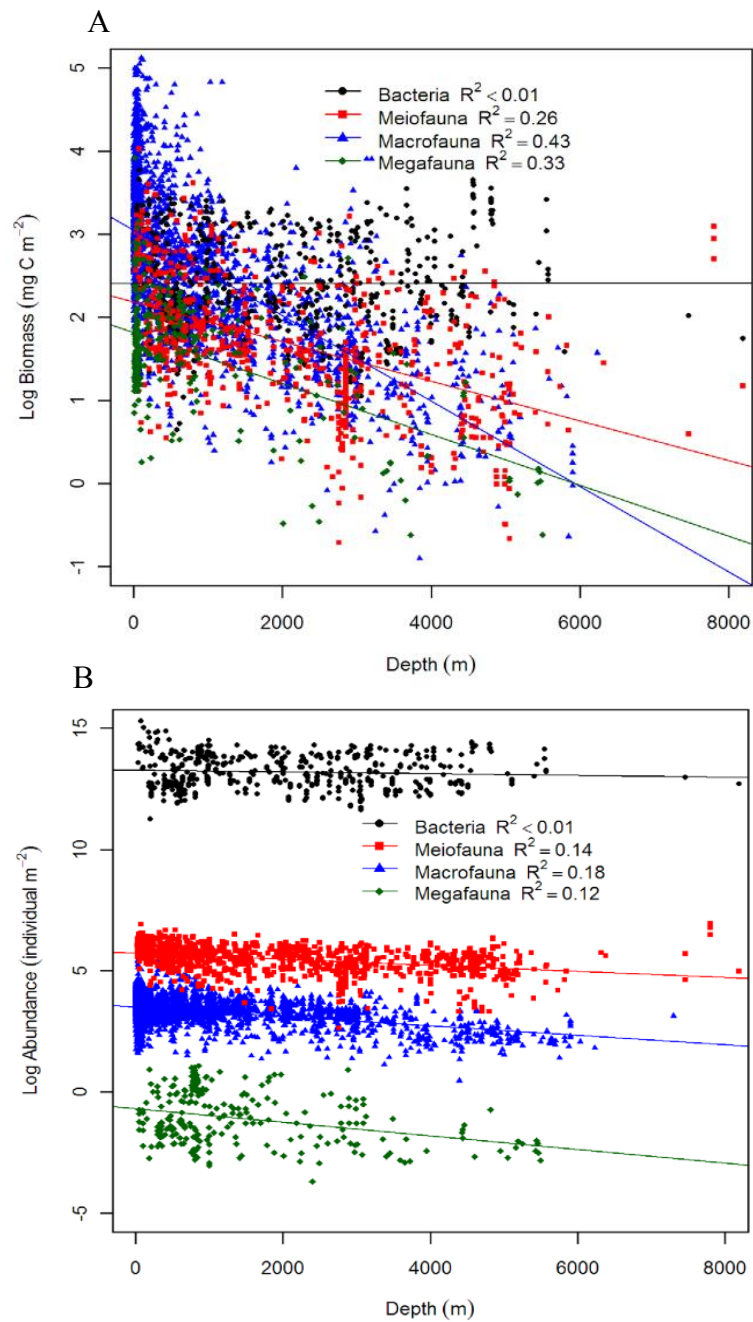 A
Log Biomass (mg C m⁻²)
5
4
3
2
1
0
-1
Bacteria R² < 0.01
Meiofauna R² = 0.26
Macrofauna R² = 0.43
Megafauna R² = 0.33
0 2000 4000 6000 8000
Depth (m)
B
Log Abundance (individual m⁻²)
15
10
5
0
-5
Bacteria R² < 0.01
Meiofauna R² = 0.14
Macrofauna R² = 0.18
Megafauna R² = 0.12
0 2000 4000 6000 8000
Depth (m)